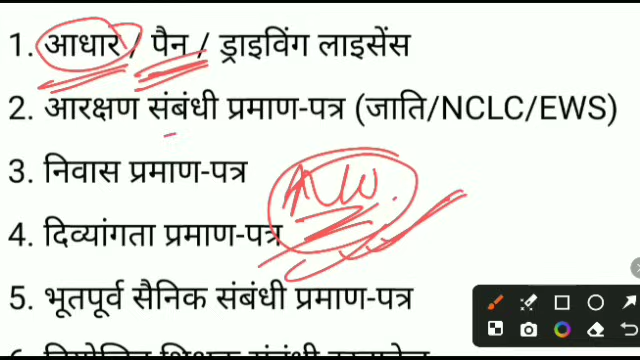 1. आधार / पैन / ड्राइविंग लाइसेंस
2. आरक्षण संबंधी प्रमाण-पत्र (जाति/NCLC/EWS)
3. निवास प्रमाण-पत्र
4. दिव्यांगता प्रमाण-पत्र
5. भूतपूर्व सैनिक संबंधी प्रमाण-पत्र